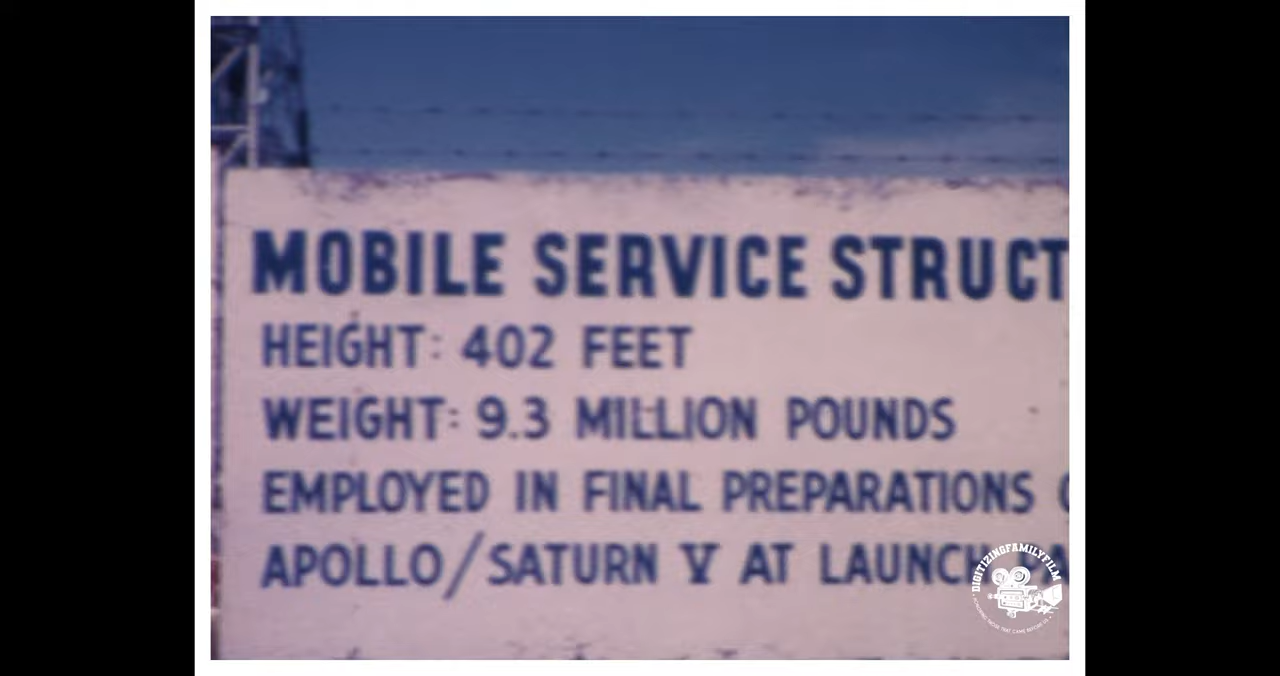 MOBILE SERVICE STRUCT
HEIGHT: 402 FEET
WEIGHT: 9.3 MILLION POUNDS
EMPLOYED IN FINAL PREPARATIONS
APOLLO/SATURN V AT LAUNCH
DIGITIZINGFAMILYFILM